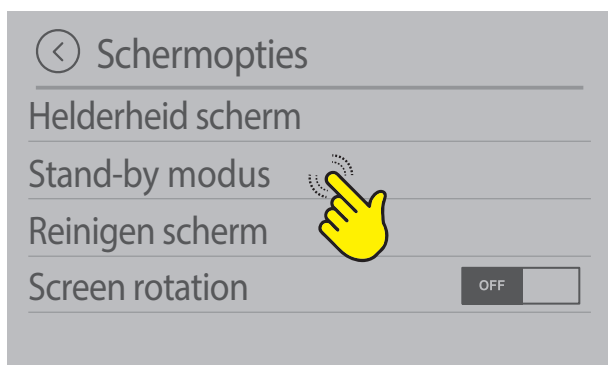 Schermopties
Helderheid scherm
Stand-by modus
Reinigen scherm
Screen rotation OFF